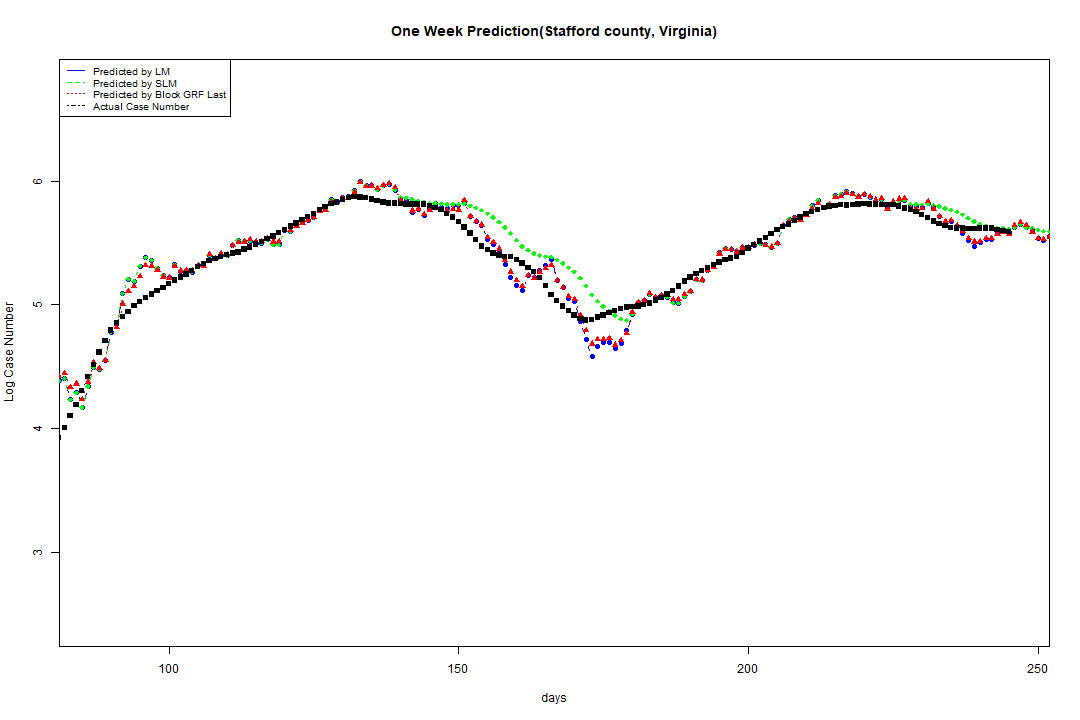 One Week Prediction(Stafford county, Virginia)
Predicted by LM
Predicted by SLM
Predicted by Block GRF Last
Actual Case Number
Log Case Number
6
5
4
3
100
150
200
250
days